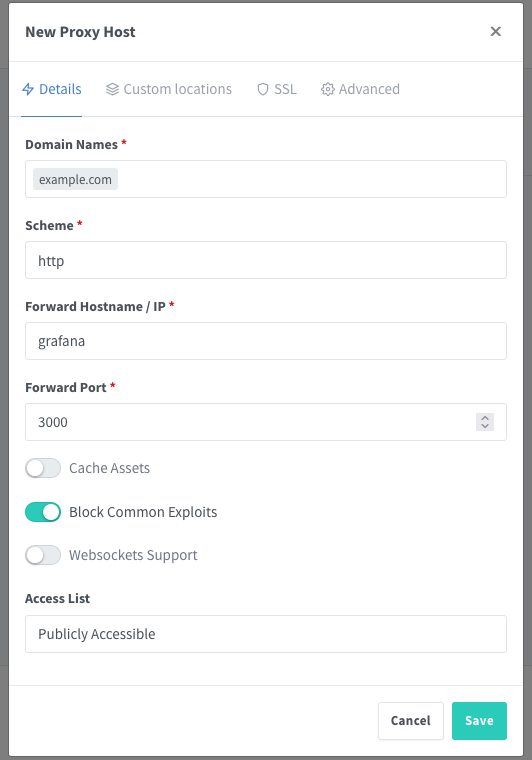 New Proxy Host
Details Custom locations SSL Advanced
Domain Names *
example.com
Scheme *
http
Forward Hostname / IP *
grafana
Forward Port *
3000
Cache Assets
Block Common Exploits
Websockets Support
Access List
Publicly Accessible
Cancel Save